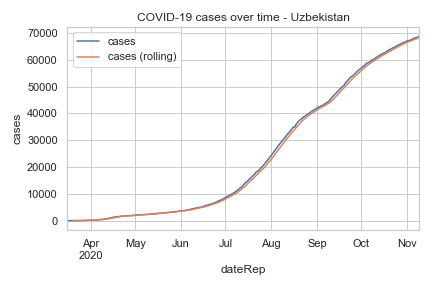 COVID-19 cases over time - Uzbekistan
cases
cases (rolling)
cases
70000
60000
50000
40000
30000
20000
10000
0
Apr May Jun Jul Aug Sep Oct Nov
2020
dateRep